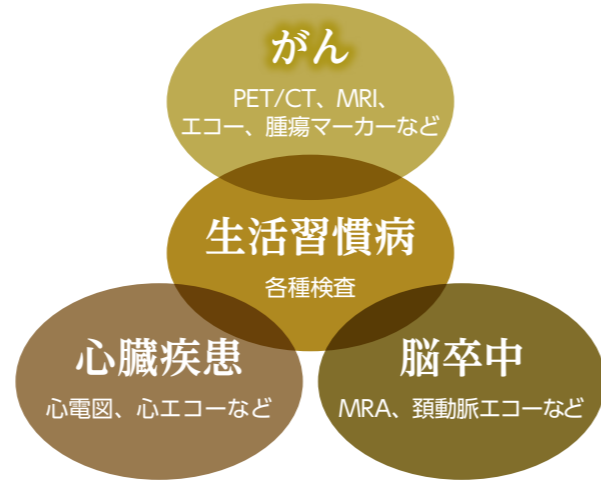 がん
PET/CT、MRI、
エコー、腫瘍マーカーなど
生活習慣病
各種検査
心臓疾患
心電図、心エコーなど
脳卒中
MRA、頚動脈エコーなど